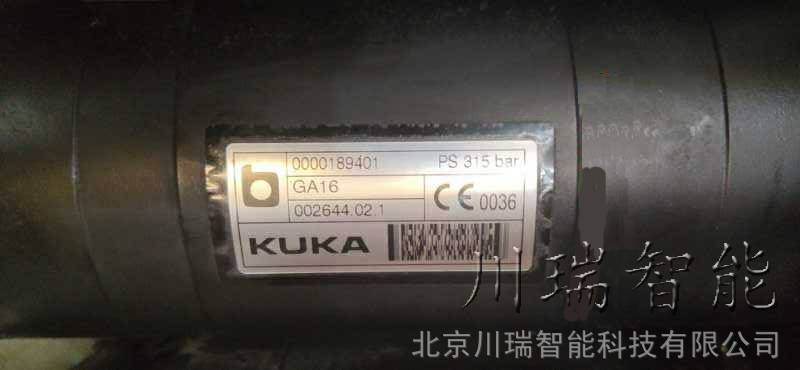 0000189401 PS 315 bar
GA16
002644.02.1 CE 0036
KUKA
川瑞智能
北京川瑞智能科技有限公司